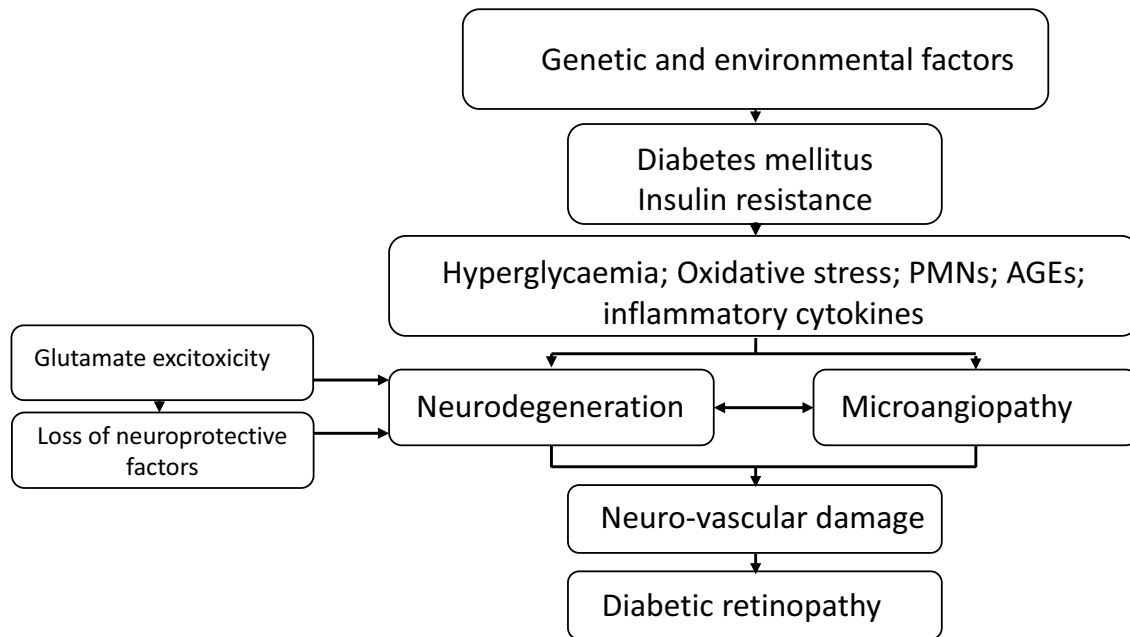 Genetic and environmental factors
Diabetes mellitus
Insulin resistance
Hyperglycaemia; Oxidative stress; PMNs; AGEs;
inflammatory cytokines
Glutamate excitoxicity
Loss of neuroprotective
factors
Neurodegeneration
Microangiopathy
Neuro-vascular damage
Diabetic retinopathy